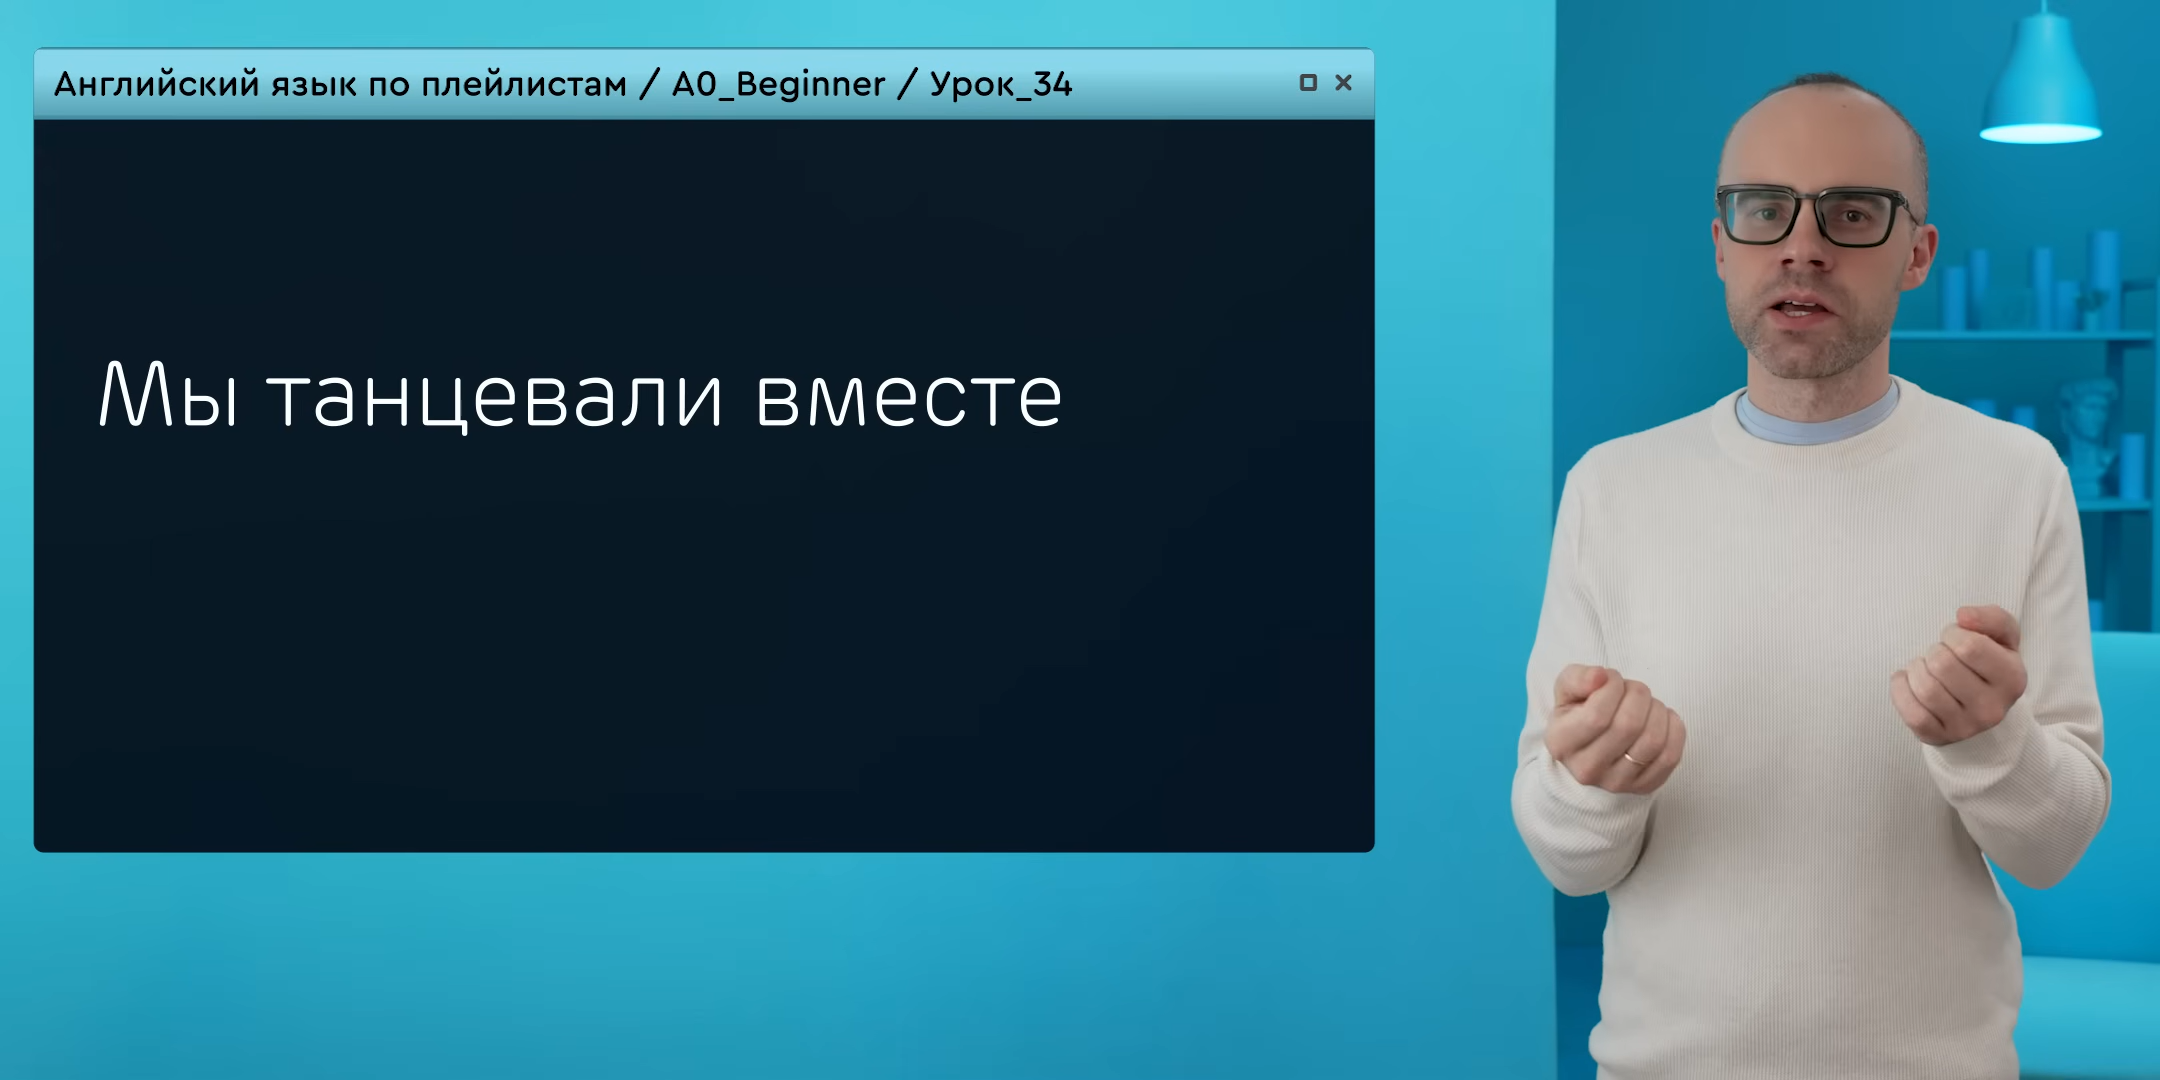 Английский язык по плейлистам / A0_Beginner / Урок_34
Мы танцевали вместе